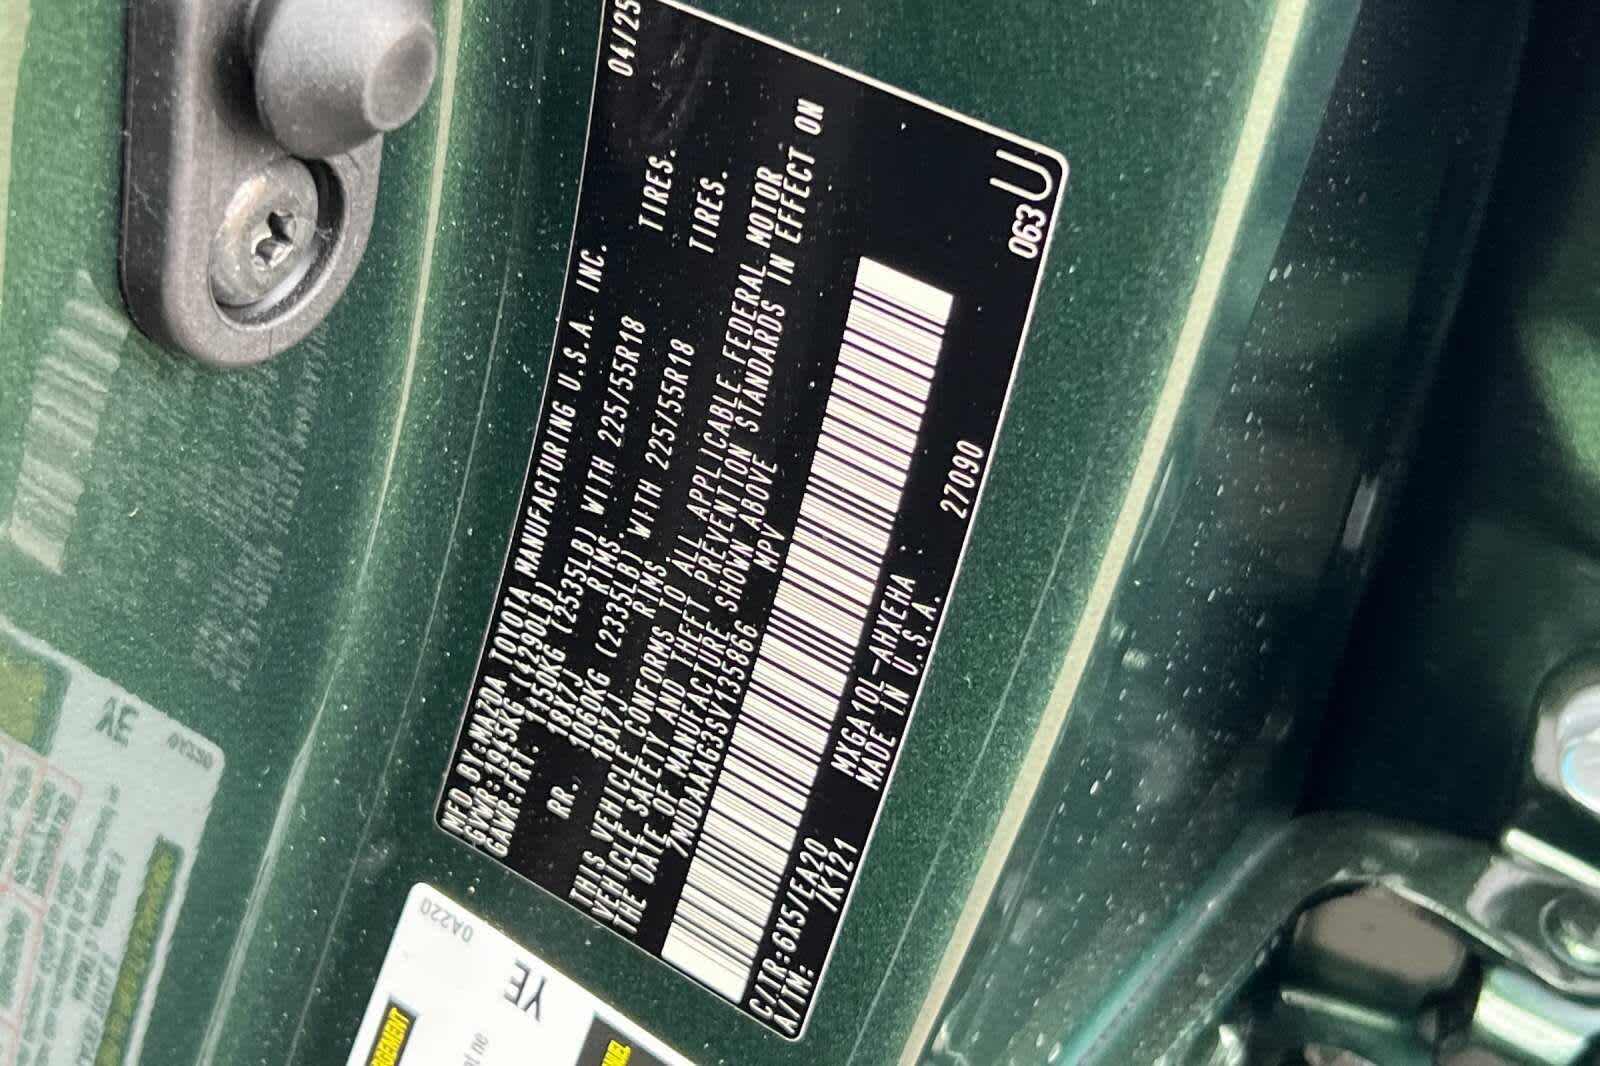 MFD.BY:MAZDA TOYOTA MANUFACTURING U.S.A. INC. 04/25
GVWR:1945KG (4290LB)
GAWR:FRT. 1150KG (2535LB) WITH 225/55R18 TIRES.
18X7J RIMS
RR. 1060KG (2335LB) WITH 225/55R18 TIRES.
18X7J RIMS
THIS VEHICLE CONFORMS TO ALL APPLICABLE FEDERAL MOTOR
VEHICLE SAFETY AND THEFT PREVENTION STANDARDS IN EFFECT ON
THE DATE OF MANUFACTURE SHOWN ABOVE
7MUDAAAG3SV135866 MPV
C/TR:6X5/EA20 MXGA10L-AHXEHA : 27090 063U
A/TM: /K121 MADE IN U.S.A.
0A220
YE